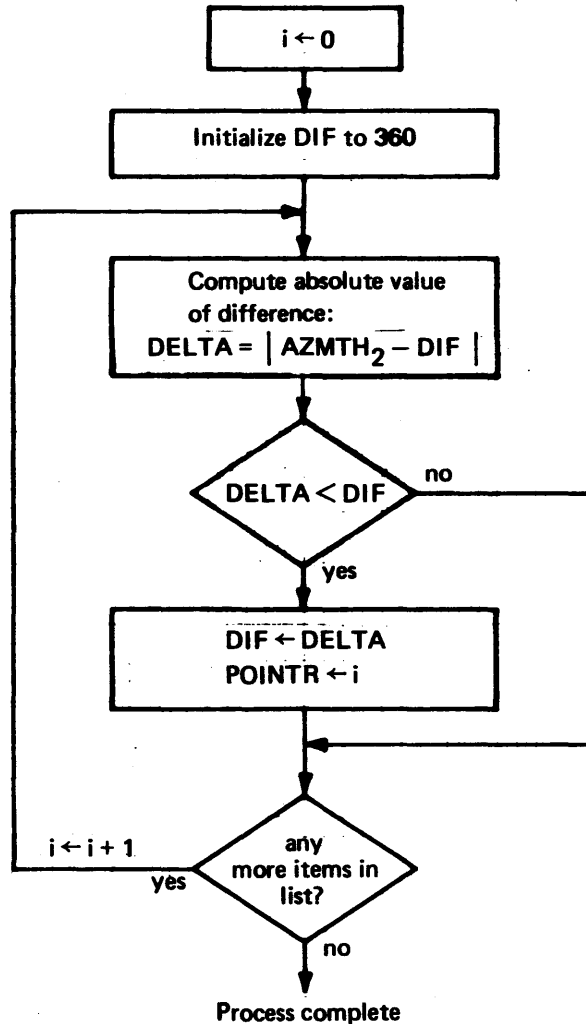 i ← 0
Initialize DIF to 360
Compute absolute value
of difference:
DELTA = | AZMTH₂ − DIF |
DELTA < DIF
no
yes
DIF ← DELTA
POINTR ← i
any
more items in
list?
i ← i + 1
yes
no
Process complete